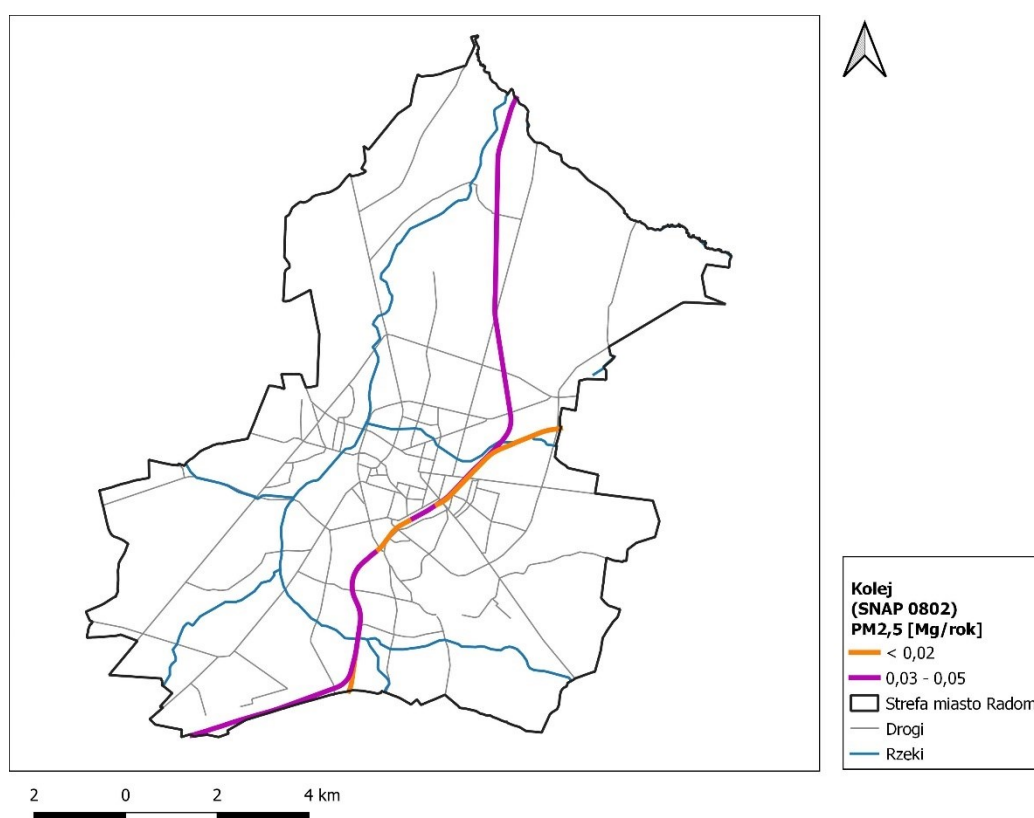 Kolej
(SNAP 0802)
PM2,5 [Mg/rok]
< 0,02
0,03 - 0,05
Strefa miasto Radom
Drogi
Rzeki
2 0 2 4 km